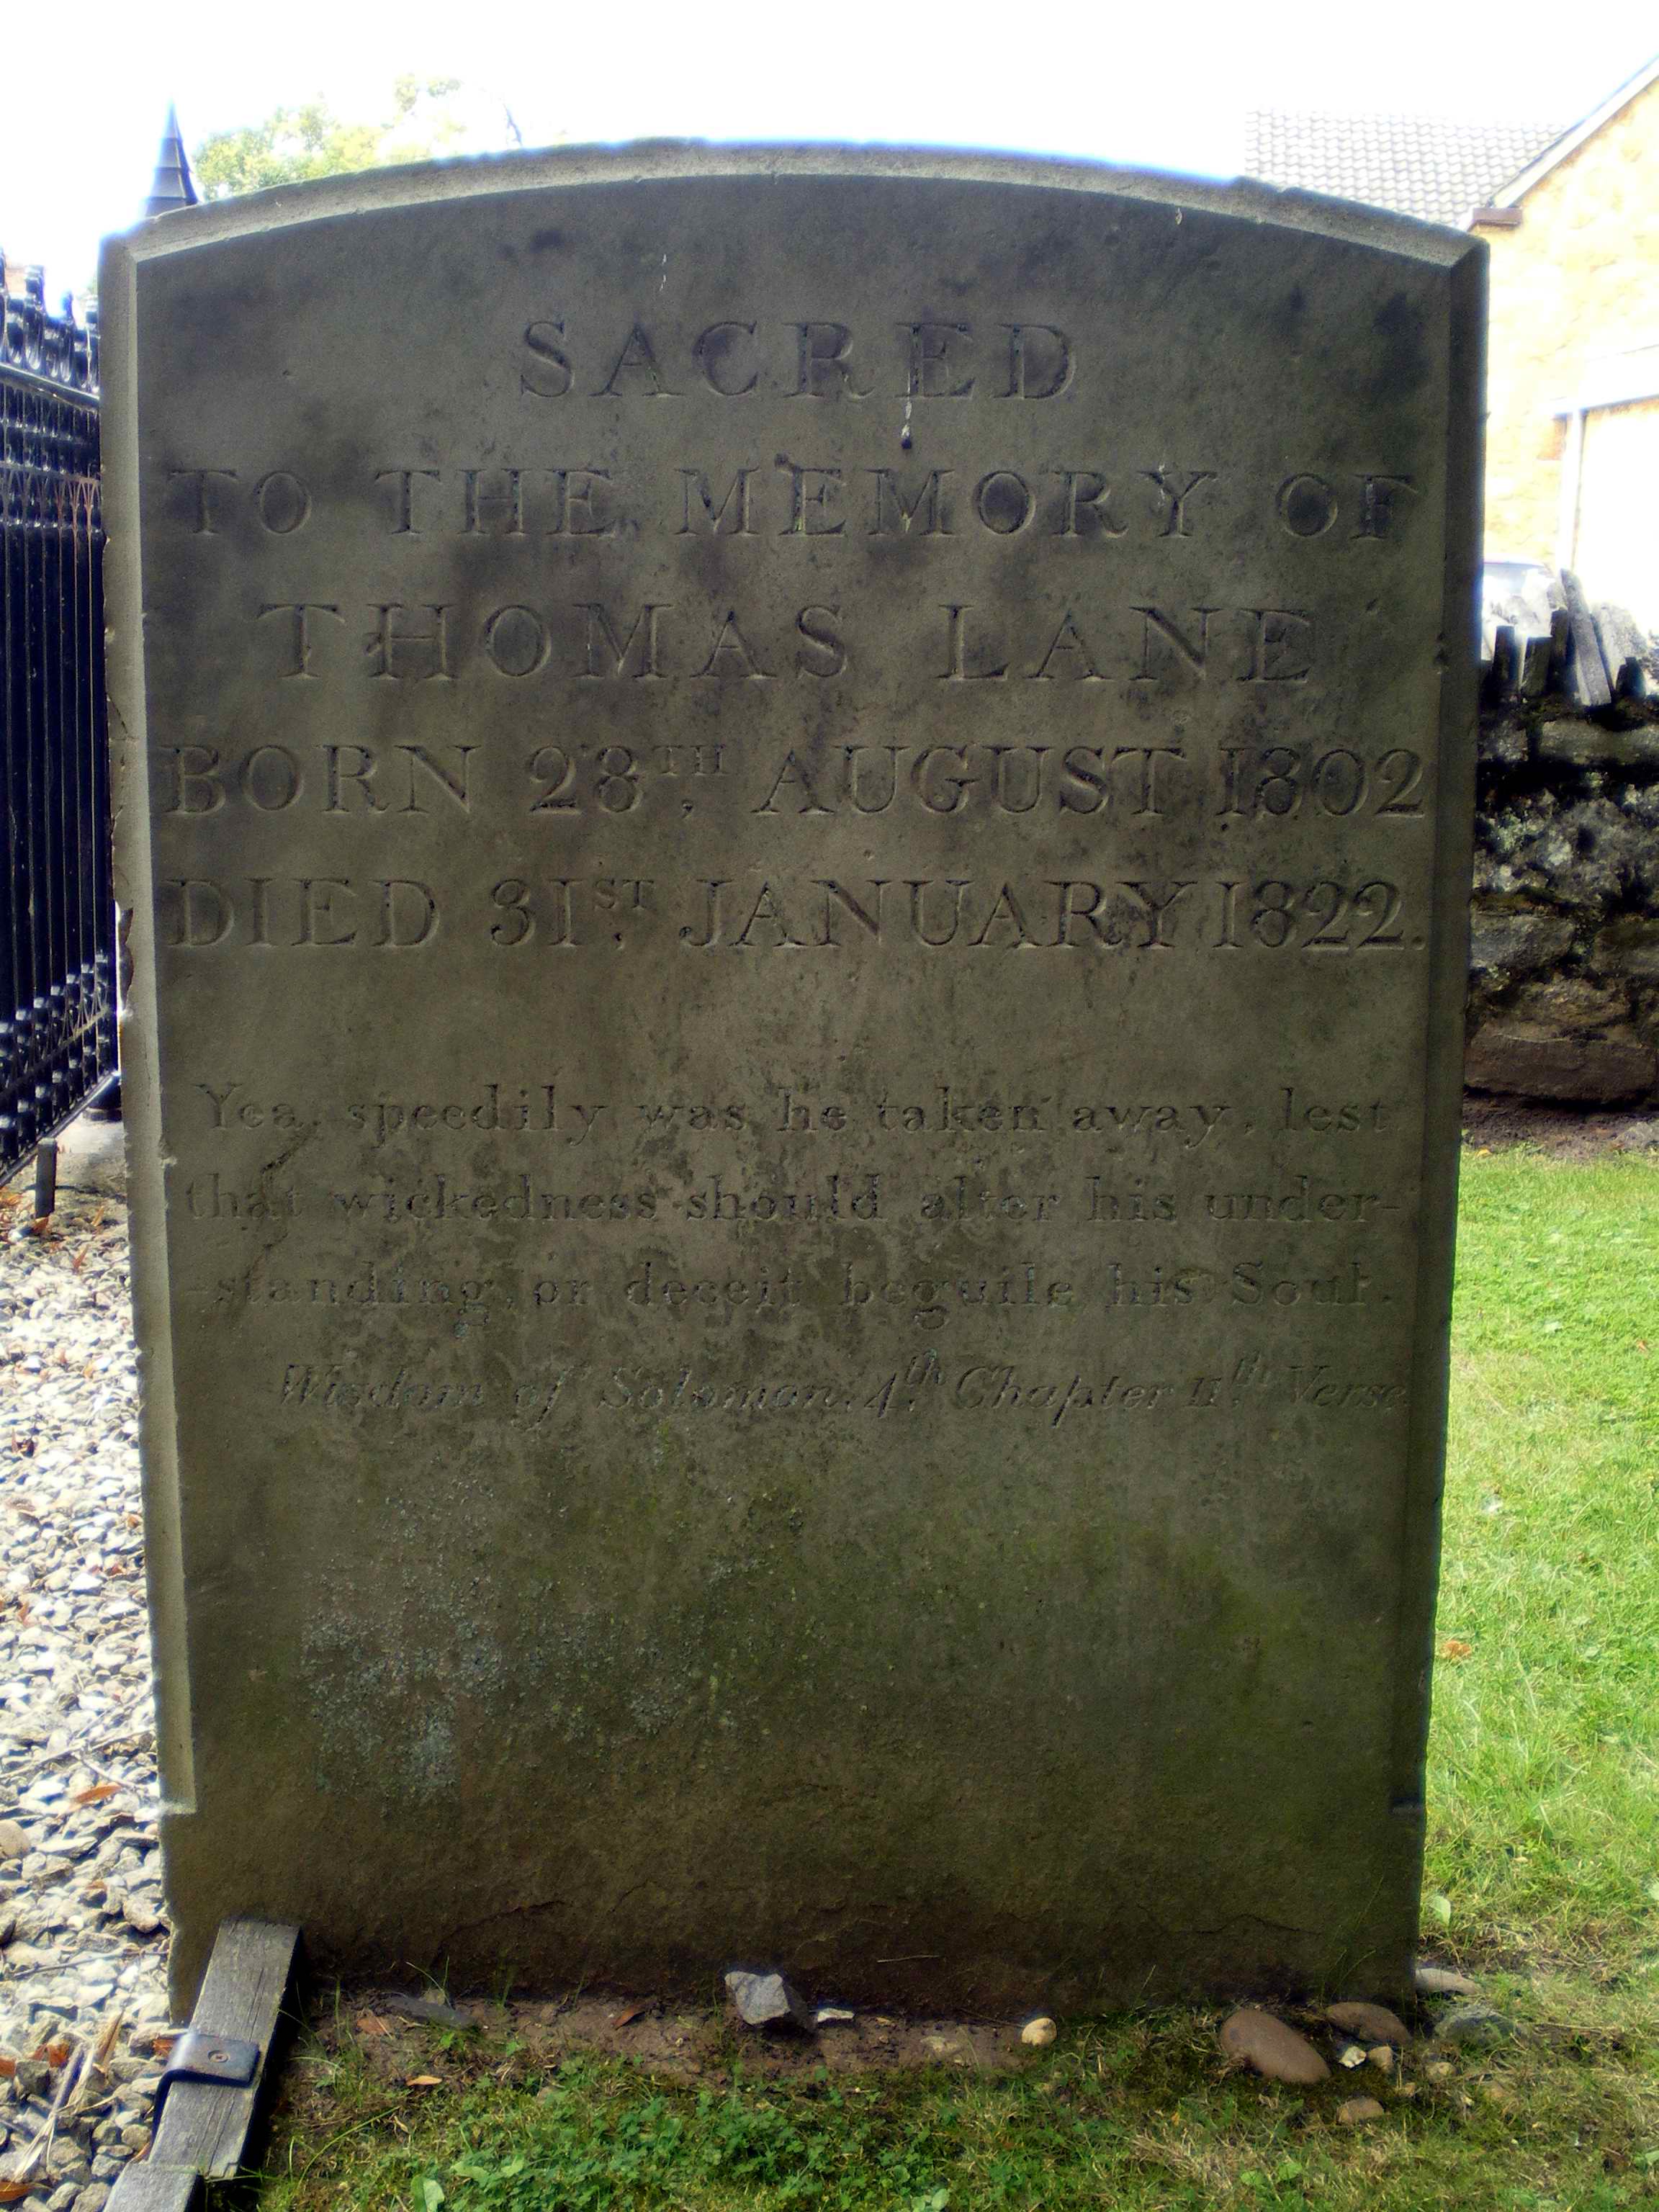 SACRED
TO THE MEMORY OF
THOMAS LANE
BORN 28TH, AUGUST 1802
DIED 31ST, JANUARY 1822.
Yea, speedily was he taken away, lest
that wickedness should alter his under-
-standing, or deceit beguile his Soul.
Wisdom of Solomon, 4th, Chapter 11th, Verse